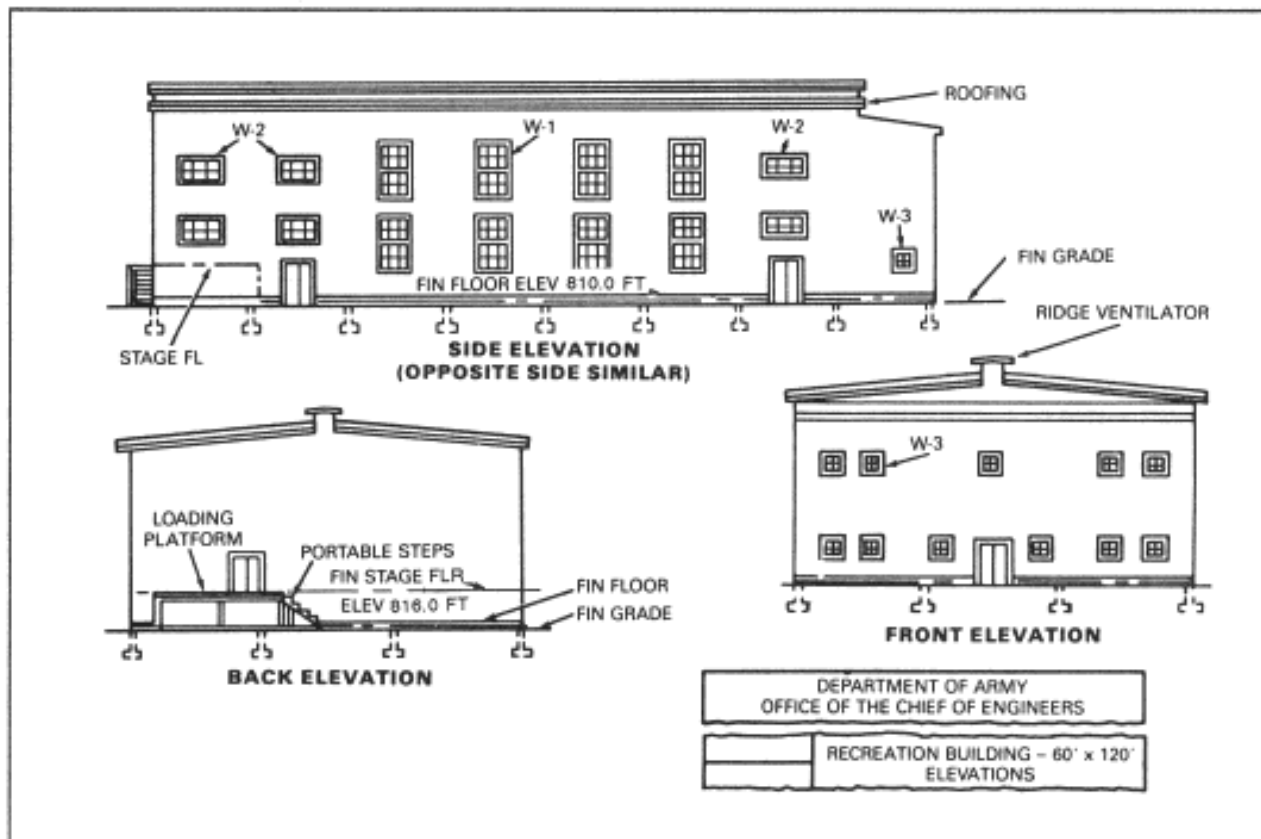 ROOFING
W-2
W-1
W-2
W-3
FIN GRADE
FIN FLOOR ELEV 810.0 FT
STAGE FL
SIDE ELEVATION
(OPPOSITE SIDE SIMILAR)
RIDGE VENTILATOR
W-3
LOADING
PLATFORM
PORTABLE STEPS
FIN STAGE FLR
FIN FLOOR
ELEV 816.0 FT
FIN GRADE
BACK ELEVATION
FRONT ELEVATION
DEPARTMENT OF ARMY
OFFICE OF THE CHIEF OF ENGINEERS
RECREATION BUILDING – 60' x 120'
ELEVATIONS